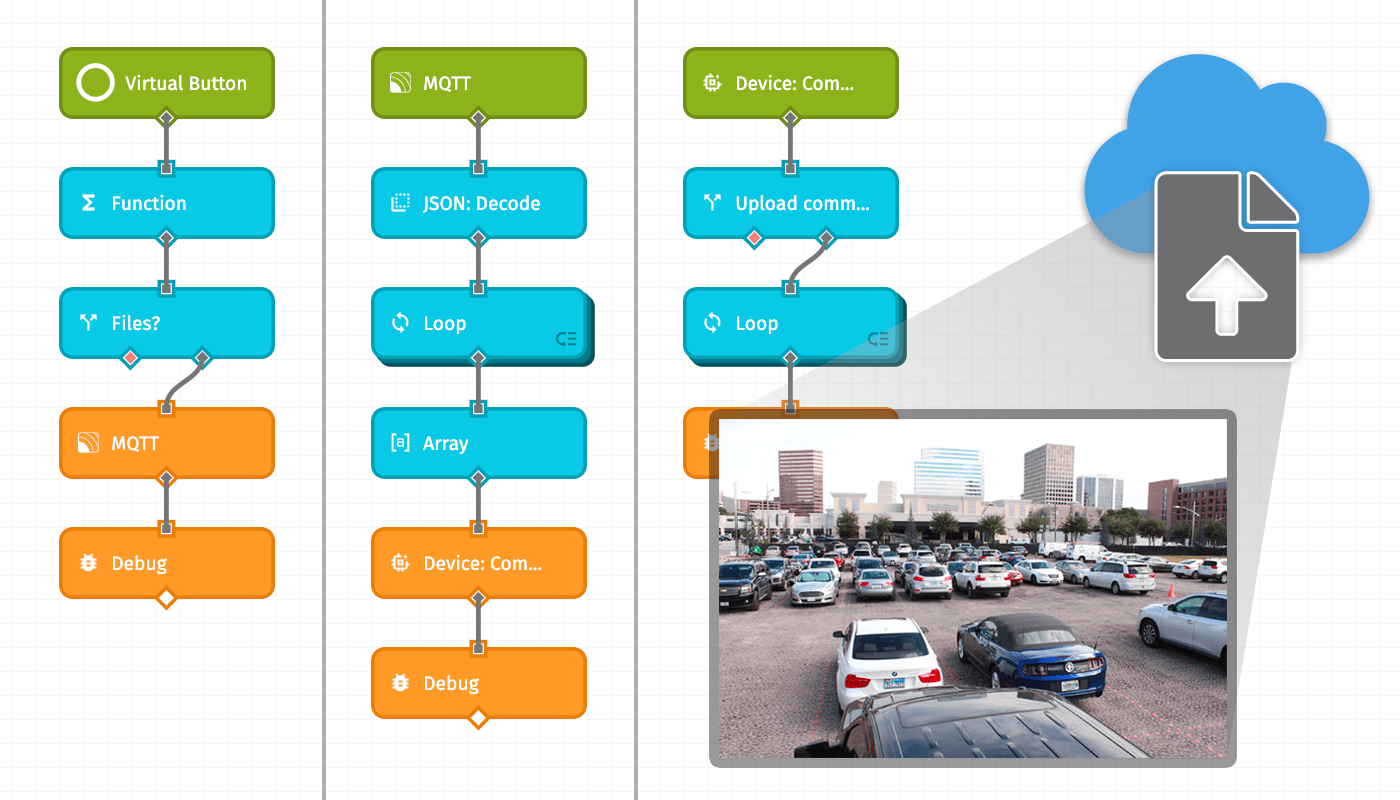 Virtual Button
Function
Files?
MQTT
Debug
MQTT
JSON: Decode
Loop
Array
Device: Com...
Debug
Device: Com...
Upload comm...
Loop